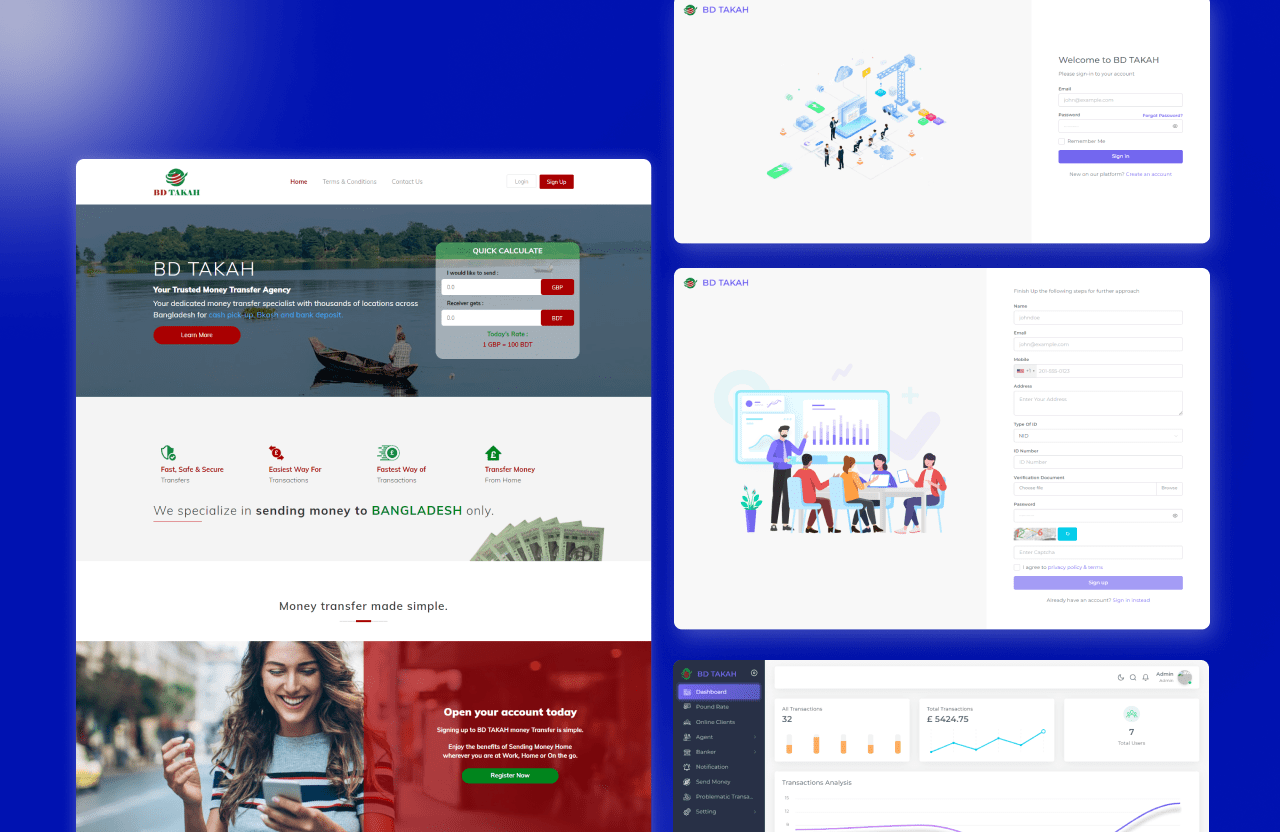 BD TAKAH
Home
Terms & Conditions
Contact Us
Login
Sign Up
BD TAKAH
Your Trusted Money Transfer Agency
Your dedicated money transfer specialist with thousands of locations across
Bangladesh for cash pick-up, Bkash and bank deposit.
Learn More
QUICK CALCULATE
I would like to send :
0.0
GBP
Receiver gets :
0.0
BDT
Today's Rate :
1 GBP = 100 BDT
Fast, Safe & Secure
Transfers
Easiest Way For
Transactions
Fastest Way of
Transactions
Transfer Money
From Home
We specialize in sending money to BANGLADESH only.
Money transfer made simple.
Open your account today
Signing up to BD TAKAH money Transfer is simple.
Enjoy the benefits of Sending Money Home
wherever you are at Work, Home or On the go.
Register Now
BD TAKAH
Welcome to BD TAKAH
Please sign-in to your account
Email
john@example.com
Password
Forgot Password?
Remember Me
Sign in
New on our platform? Create an account
BD TAKAH
Finish Up the following steps for further approach
Name
johndoe
Email
john@example.com
Mobile
+1
201-555-0123
Address
Enter Your Address
Type Of ID
NID
ID Number
ID Number
Verification Document
Choose file
Browse
Password
Enter Captcha
I agree to privacy policy & terms
Sign up
Already have an account? Sign in instead
BD TAKAH
Dashboard
Pound Rate
Online Clients
Agent
Banker
Notification
Send Money
Problematic Transa...
Setting
Admin
Admin
All Transactions
32
Total Transactions
£ 5424.75
7
Total Users
Transactions Analysis
15
12
9